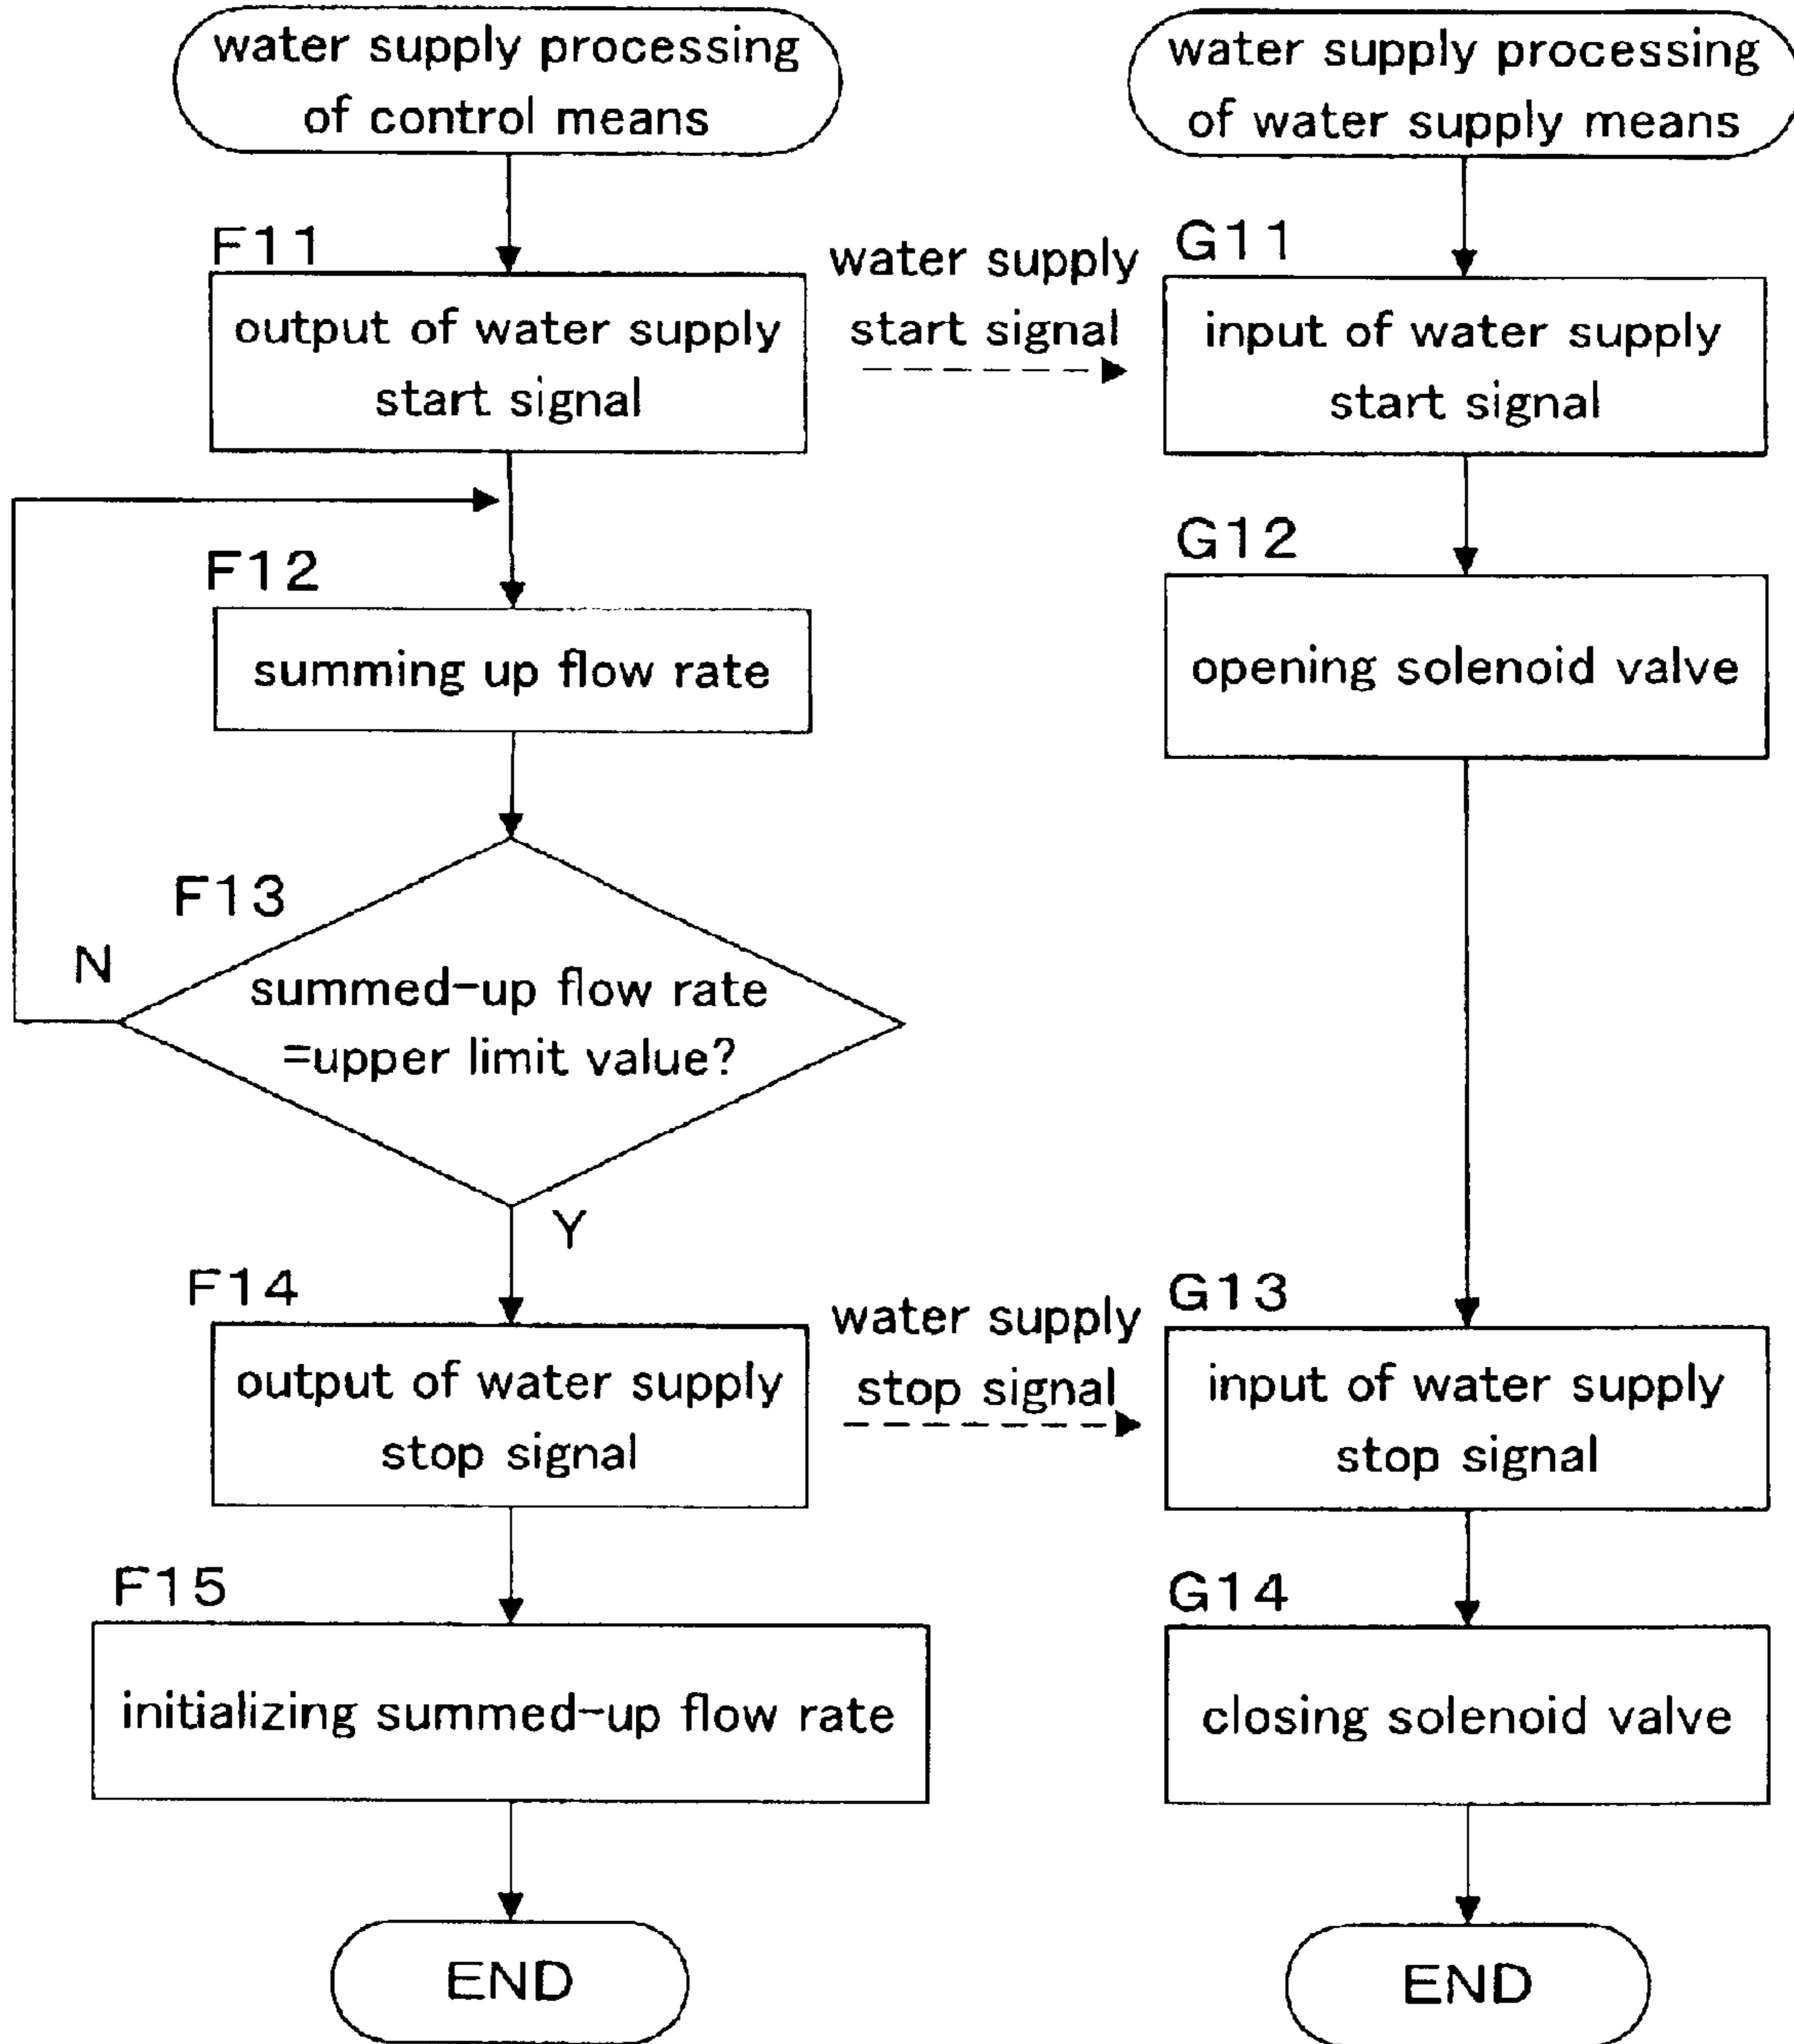 water supply processing
of control means
F11
output of water supply
start signal
F12
summing up flow rate
F13
N
summed-up flow rate
=upper limit value?
Y
F14
output of water supply
stop signal
F15
initializing summed-up flow rate
END
water supply
start signal
water supply
stop signal
water supply processing
of water supply means
G11
input of water supply
start signal
G12
opening solenoid valve
G13
input of water supply
stop signal
G14
closing solenoid valve
END